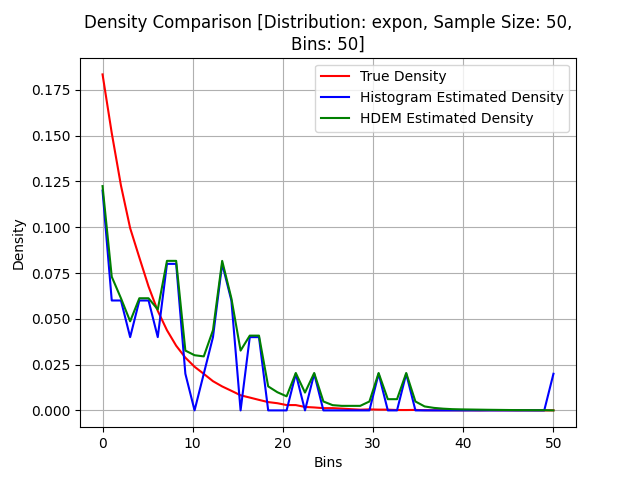 Density Comparison [Distribution: expon, Sample Size: 50,
Bins: 50]
True Density
Histogram Estimated Density
HDEM Estimated Density
Density
0.175
0.150
0.125
0.100
0.075
0.050
0.025
0.000
0 10 20 30 40 50
Bins